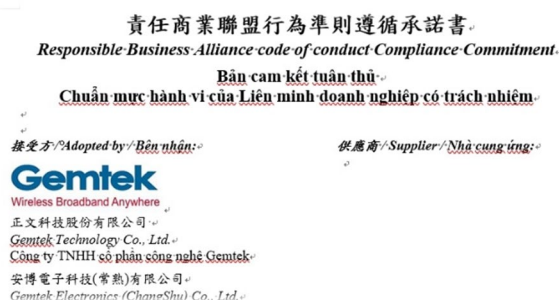 責任商業聯盟行為準則遵循承諾書
Responsible Business Alliance code of conduct Compliance Commitment
Bản cam kết tuân thủ
Chuẩn mực hành vi của Liên minh doanh nghiệp có trách nhiệm
接受方/Adopted by / Bên nhận:
供應商 / Supplier / Nhà cung ứng:
Gemtek
Wireless Broadband Anywhere
正文科技股份有限公司
Gemtek Technology Co., Ltd.
Công ty TNHH cổ phần công nghệ Gemtek
安博電子科技(常熟)有限公司
Gemtek Electronics (ChangShu) Co., Ltd.